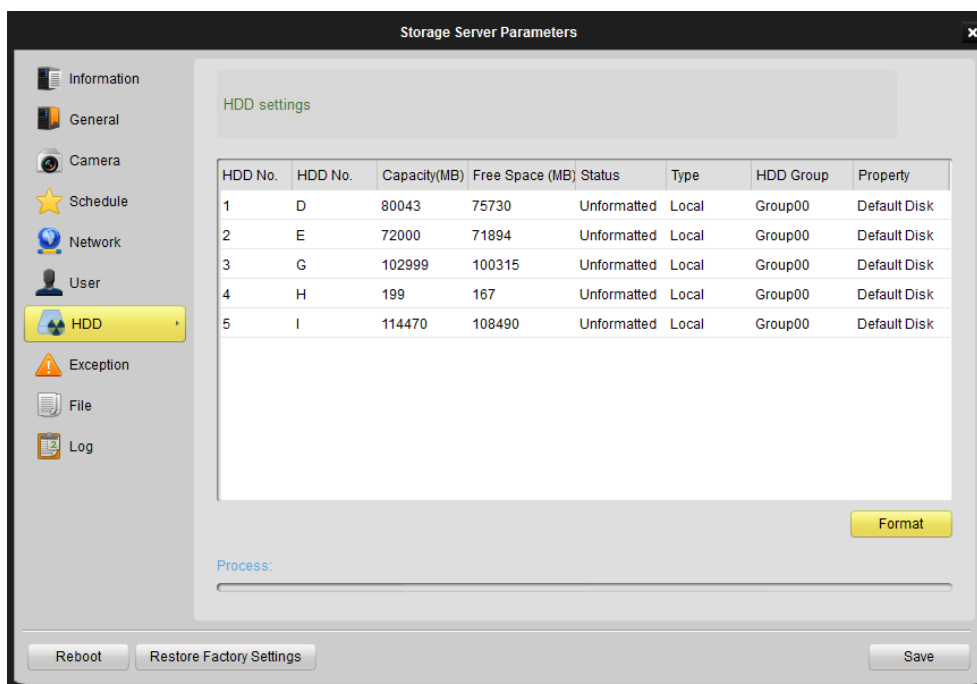 Storage Server Parameters
Information
General
Camera
Schedule
Network
User
HDD
Exception
File
Log
HDD settings
HDD No. HDD No. Capacity(MB) Free Space (MB) Status Type HDD Group Property
1 D 80043 75730 Unformatted Local Group00 Default Disk
2 E 72000 71894 Unformatted Local Group00 Default Disk
3 G 102999 100315 Unformatted Local Group00 Default Disk
4 H 199 167 Unformatted Local Group00 Default Disk
5 I 114470 108490 Unformatted Local Group00 Default Disk
Format
Process:
Reboot Restore Factory Settings Save